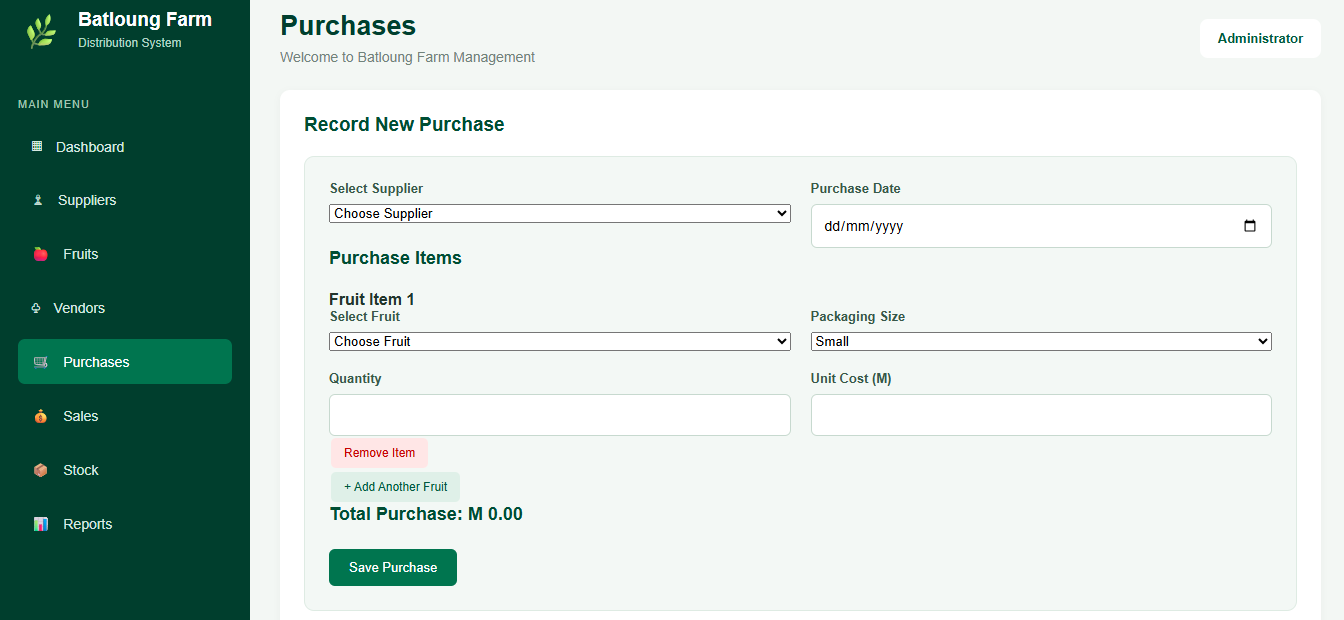 Batloung Farm
Distribution System
MAIN MENU
Dashboard
Suppliers
Fruits
Vendors
Purchases
Sales
Stock
Reports
Purchases
Welcome to Batloung Farm Management
Administrator
Record New Purchase
Select Supplier
Choose Supplier
Purchase Date
dd/mm/yyyy
Purchase Items
Fruit Item 1
Select Fruit
Choose Fruit
Packaging Size
Small
Quantity
Unit Cost (M)
Remove Item
+ Add Another Fruit
Total Purchase: M 0.00
Save Purchase